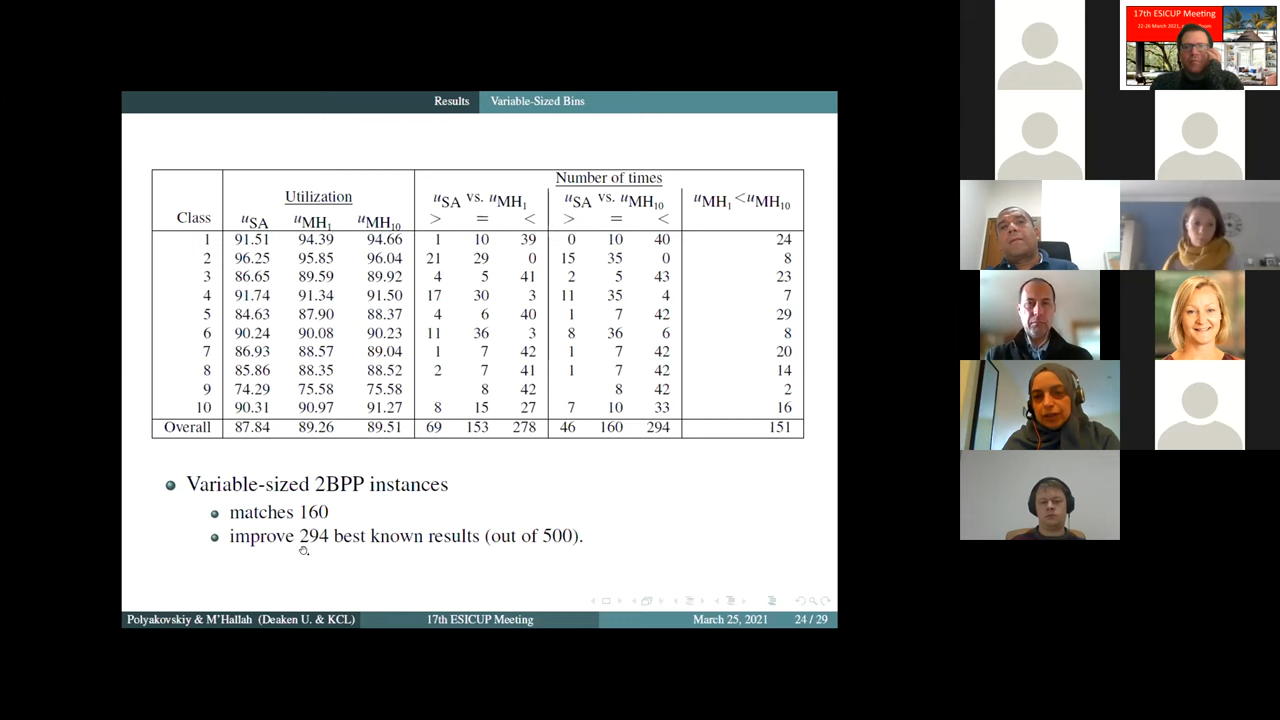 Results Variable-Sized Bins
Number of times
Utilization uSA vs. uMH1 uSA vs. uMH10 uMH1<uMH10
Class uSA uMH1 uMH10 > = < > = <
1 91.51 94.39 94.66 1 10 39 0 10 40 24
2 96.25 95.85 96.04 21 29 0 15 35 0 8
3 86.65 89.59 89.92 4 5 41 2 5 43 23
4 91.74 91.34 91.50 17 30 3 11 35 4 7
5 84.63 87.90 88.37 4 6 40 1 7 42 29
6 90.24 90.08 90.23 11 36 3 8 36 6 8
7 86.93 88.57 89.04 1 7 42 1 7 42 20
8 85.86 88.35 88.52 2 7 41 1 7 42 14
9 74.29 75.58 75.58 8 42 8 42 2
10 90.31 90.97 91.27 8 15 27 7 10 33 16
Overall 87.84 89.26 89.51 69 153 278 46 160 294 151
Variable-sized 2BPP instances
matches 160
improve 294 best known results (out of 500).
Polyakovskiy & M'Hallah (Deaken U. & KCL) 17th ESICUP Meeting March 25, 2021 24 / 29
17th ESICUP Meeting
22-26 March 2021,